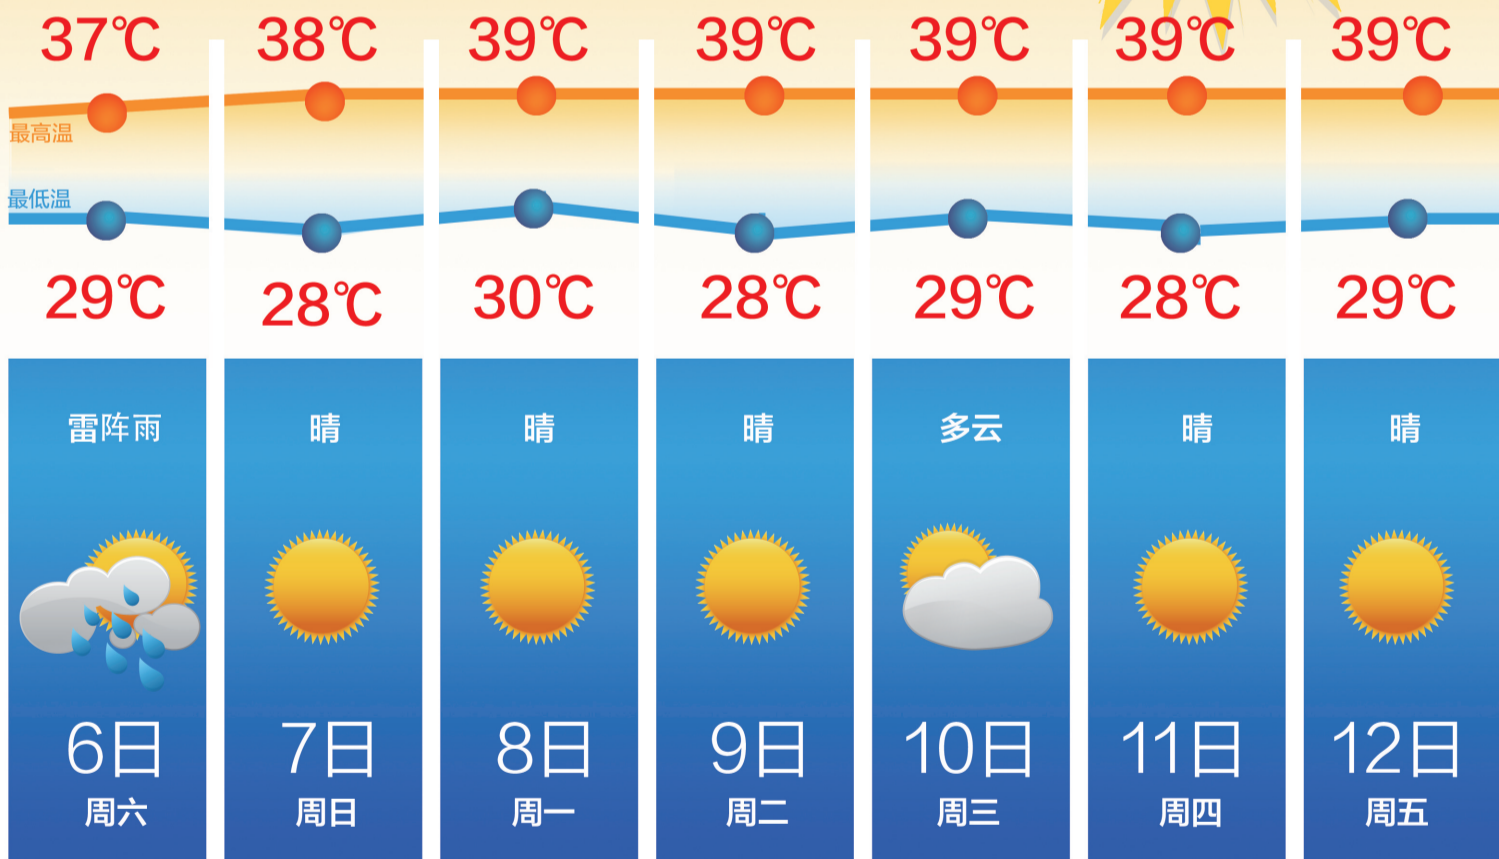 37℃ 38℃ 39℃ 39℃ 39℃ 39℃ 39℃
最高温
最低温
29℃ 28℃ 30℃ 28℃ 29℃ 28℃ 29℃
雷阵雨 晴 晴 晴 多云 晴 晴
6日 7日 8日 9日 10日 11日 12日
周六 周日 周一 周二 周三 周四 周五